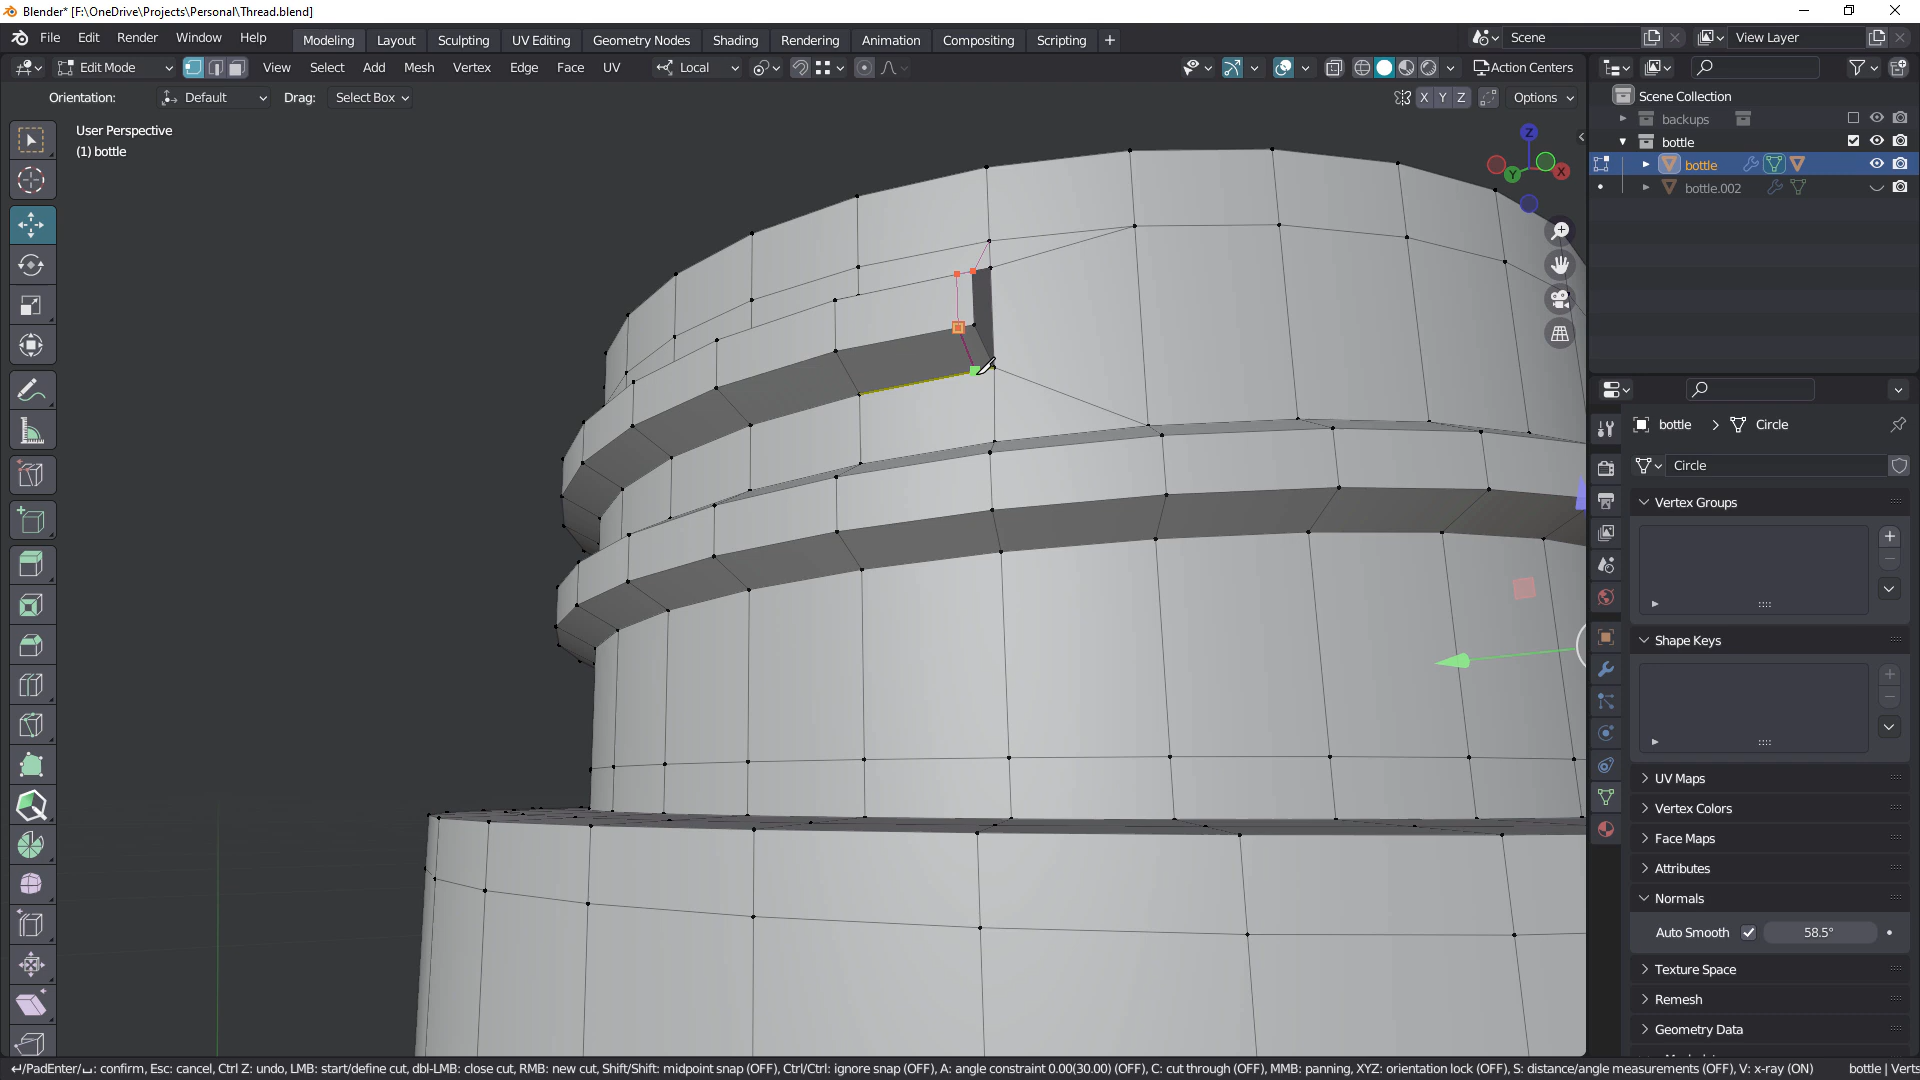 Blender* [F:\OneDrive\Projects\Personal\Thread.blend]
File Edit Render Window Help Modeling Layout Sculpting UV Editing Geometry Nodes Shading Rendering Animation Compositing Scripting + Scene View Layer
Edit Mode View Select Add Mesh Vertex Edge Face UV Local Action Centers
Orientation: Default Drag: Select Box X Y Z Options
User Perspective
(1) bottle
Z
Y
X
Scene Collection
backups
bottle
bottle
bottle.002
bottle > Circle
Circle
Vertex Groups
Shape Keys
UV Maps
Vertex Colors
Face Maps
Attributes
Normals
Auto Smooth 58.5°
Texture Space
Remesh
Geometry Data
↵/PadEnter/␣: confirm, Esc: cancel, Ctrl Z: undo, LMB: start/define cut, dbl-LMB: close cut, RMB: new cut, Shift/Shift: midpoint snap (OFF), Ctrl/Ctrl: ignore snap (OFF), A: angle constraint 0.00(30.00) (OFF), C: cut through (OFF), MMB: panning, XYZ: orientation lock (OFF), S: distance/angle measurements (OFF), V: x-ray (ON) bottle | Verts